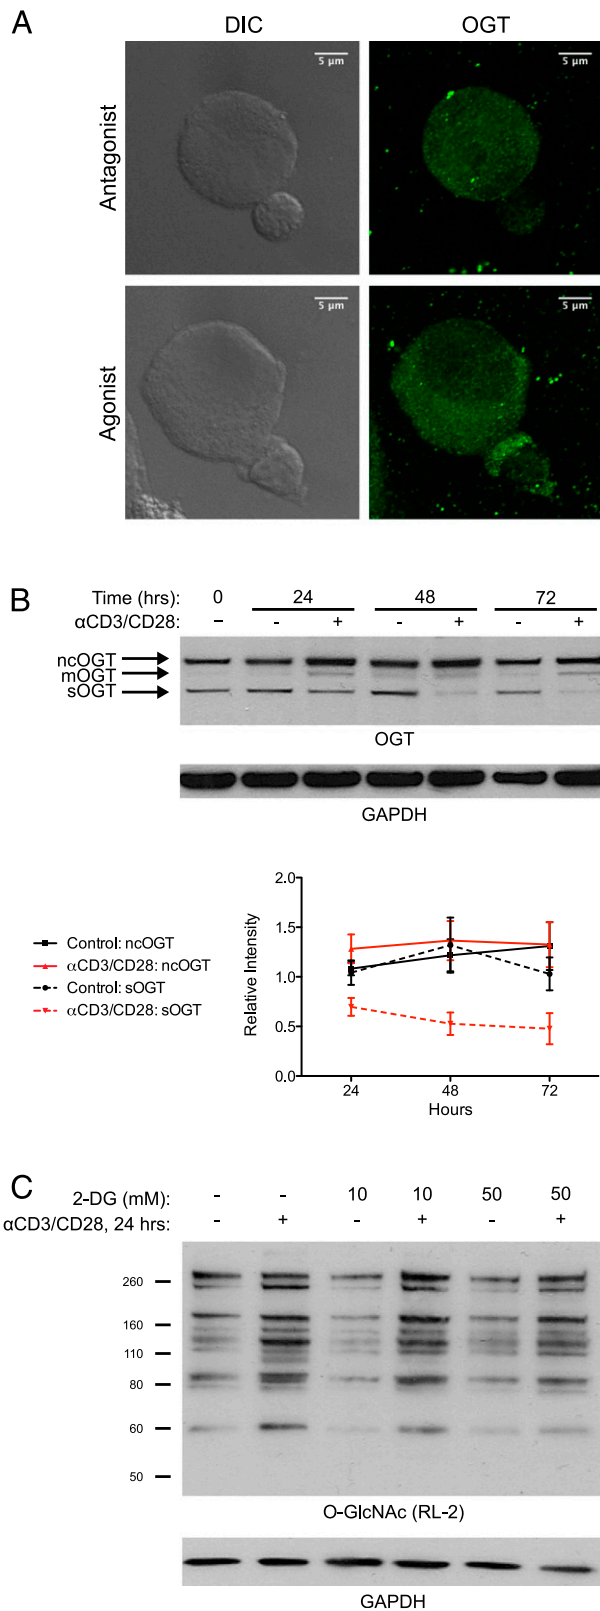 A
DIC OGT
Antagonist
5 μm 5 μm
Agonist
5 μm 5 μm
B
Time (hrs): 0 24 48 72
αCD3/CD28: – - + - + - +
ncOGT
mOGT
sOGT
OGT
GAPDH
2.0
1.5
1.0
0.5
0.0
Relative Intensity
24 48 72
Hours
Control: ncOGT
αCD3/CD28: ncOGT
Control: sOGT
αCD3/CD28: sOGT
C
2-DG (mM): - - 10 10 50 50
αCD3/CD28, 24 hrs: - + - + - +
260
160
110
80
60
50
O-GlcNAc (RL-2)
GAPDH